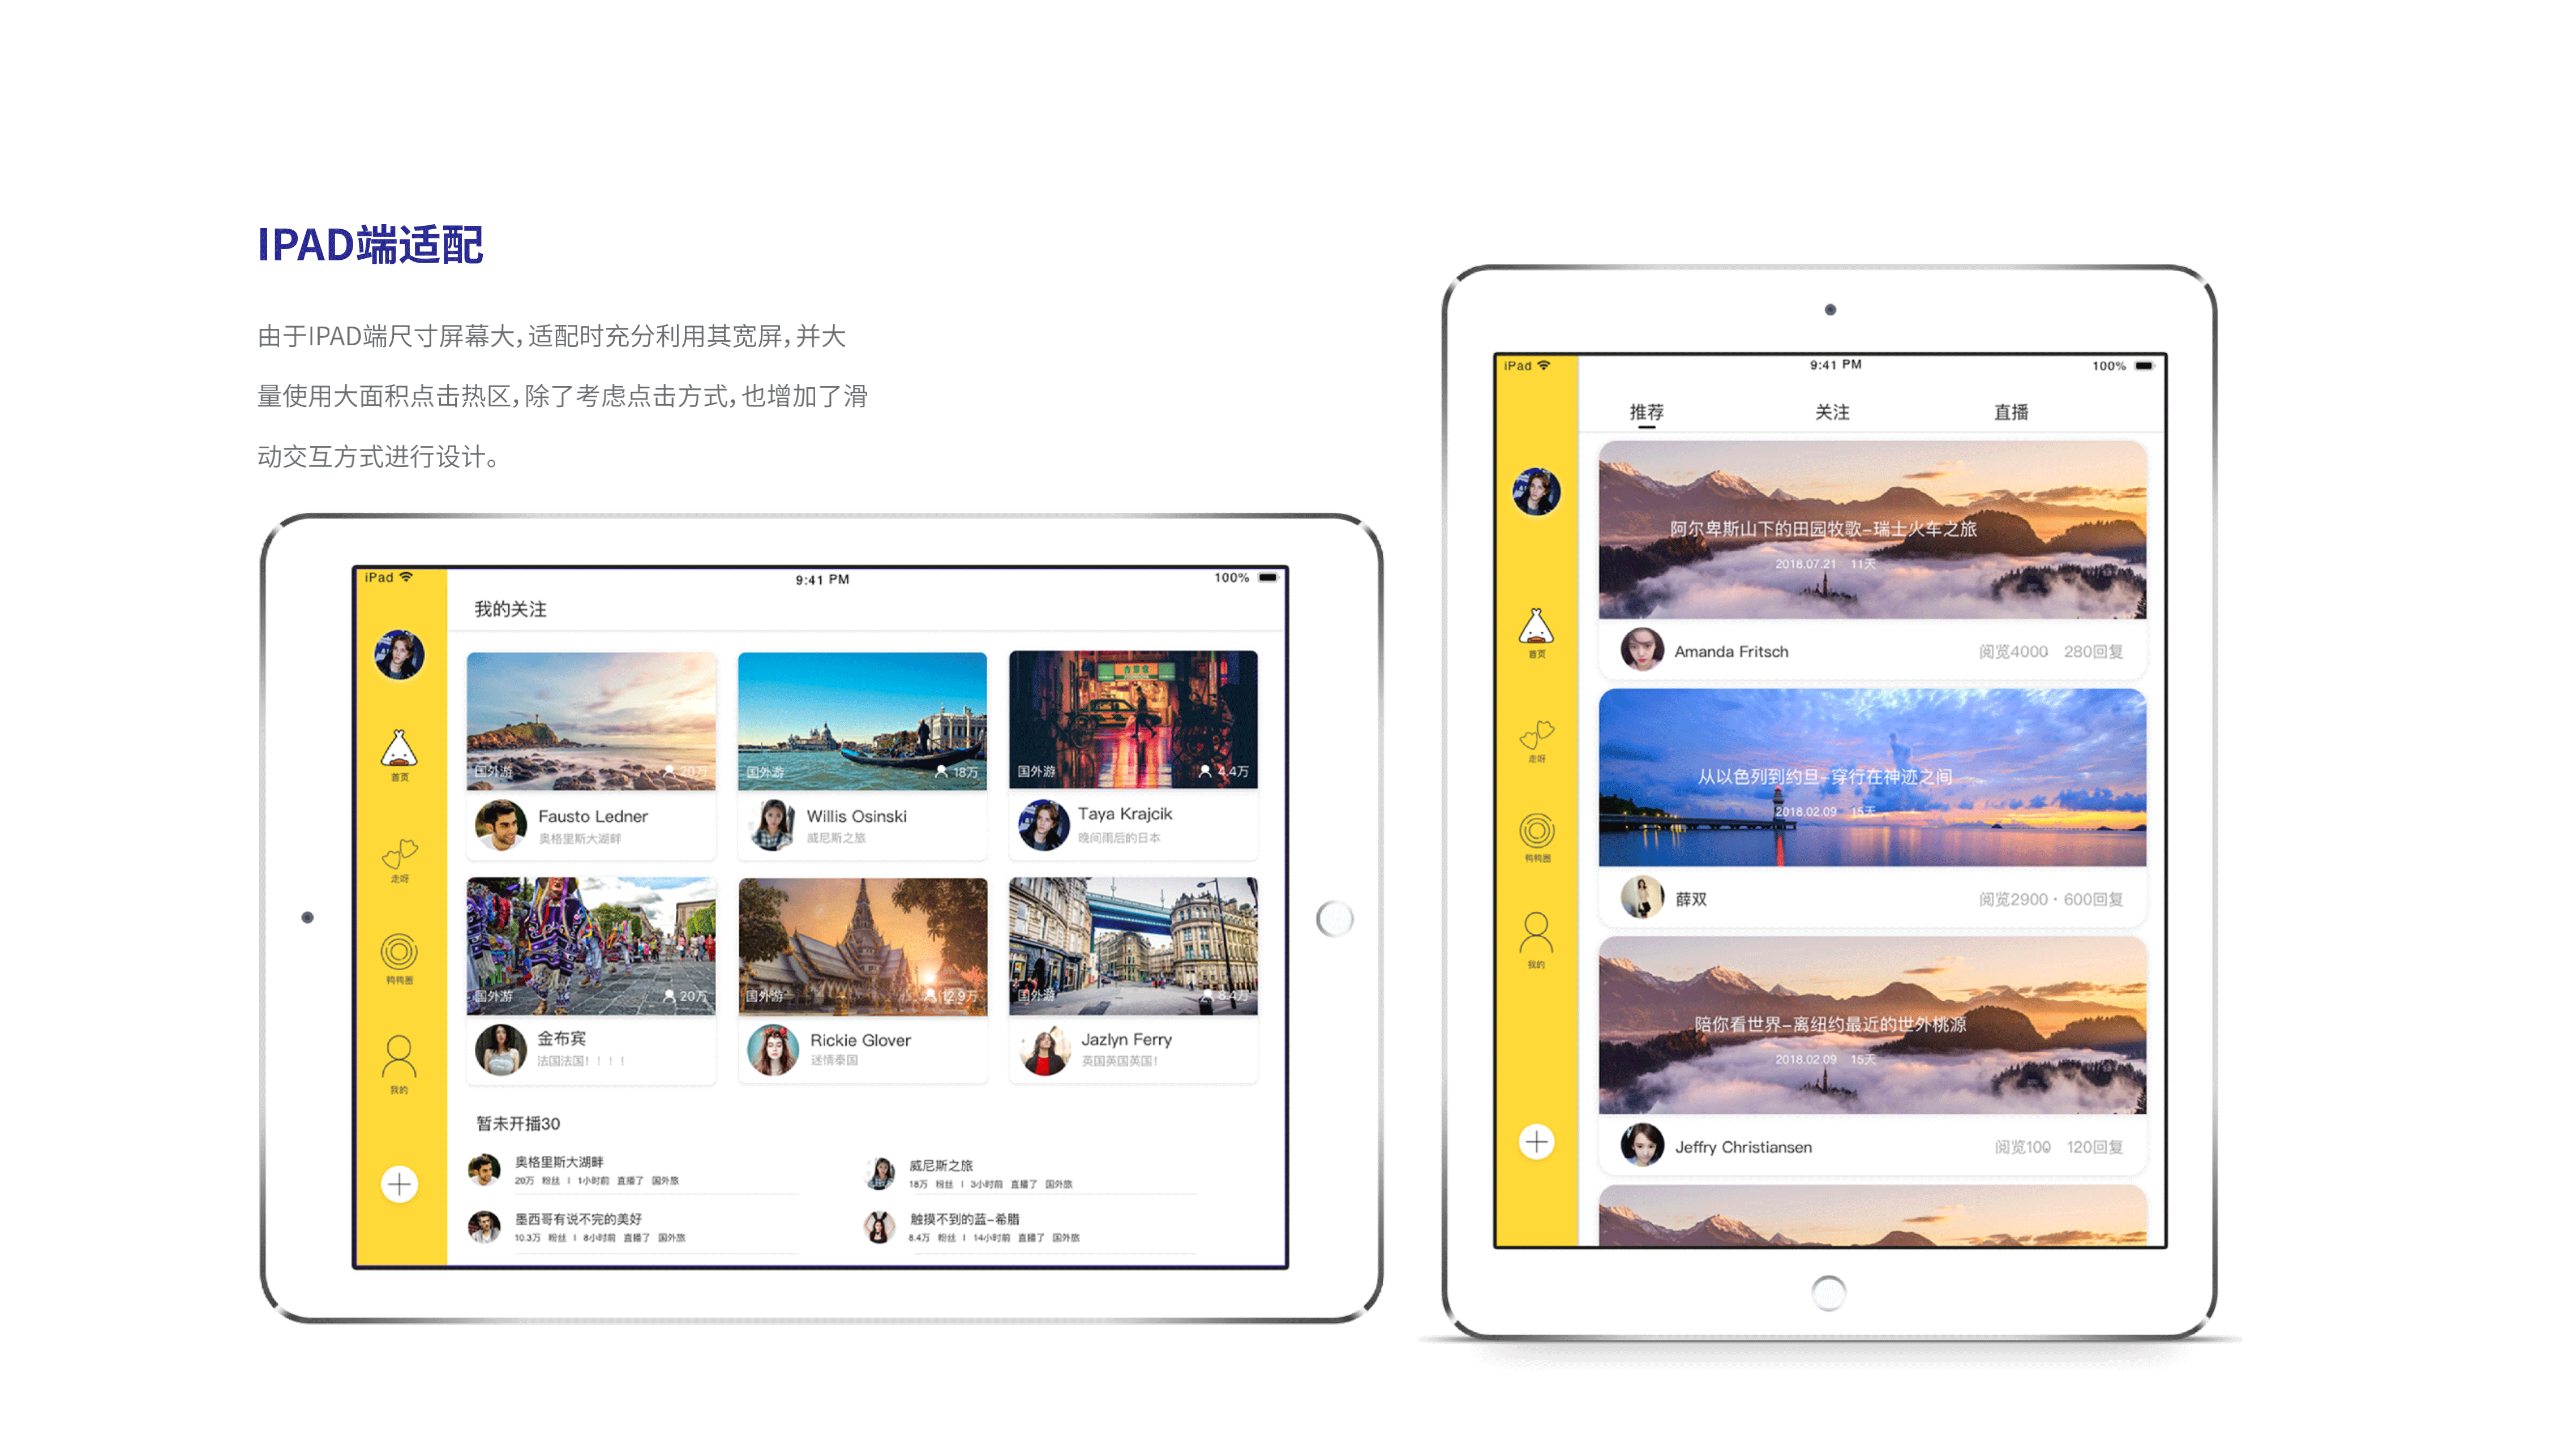 IPAD端适配
由于IPAD端尺寸屏幕大，适配时充分利用其宽屏，并大
量使用大面积点击热区，除了考虑点击方式，也增加了滑
动交互方式进行设计。
iPad 9:41 PM 100%
我的关注
首页
走呀
鸭鸭圈
我的
国外游 20万
国外游 18万
国外游 4.4万
Fausto Ledner
奥格里斯大湖畔
Willis Osinski
威尼斯之旅
Taya Krajcik
晚间雨后的日本
国外游 20万
国外游 12.9万
国外游 8.4万
金布宾
法国法国！！！！
Rickie Glover
迷情泰国
Jazlyn Ferry
英国英国英国！
暂未开播30
奥格里斯大湖畔
20万 粉丝 | 1小时前 直播了 国外旅
威尼斯之旅
18万 粉丝 | 3小时前 直播了 国外旅
墨西哥有说不完的美好
10.3万 粉丝 | 8小时前 直播了 国外旅
触摸不到的蓝-希腊
8.4万 粉丝 | 14小时前 直播了 国外旅
iPad 9:41 PM 100%
推荐 关注 直播
首页
走呀
鸭鸭圈
我的
阿尔卑斯山下的田园牧歌-瑞士火车之旅
2018.07.21 11天
Amanda Fritsch 阅览4000 280回复
从以色列到约旦-穿行在神迹之间
2018.02.09 15天
薛双 阅览2900·600回复
陪你看世界-离纽约最近的世外桃源
2018.02.09 15天
Jeffry Christiansen 阅览100 120回复